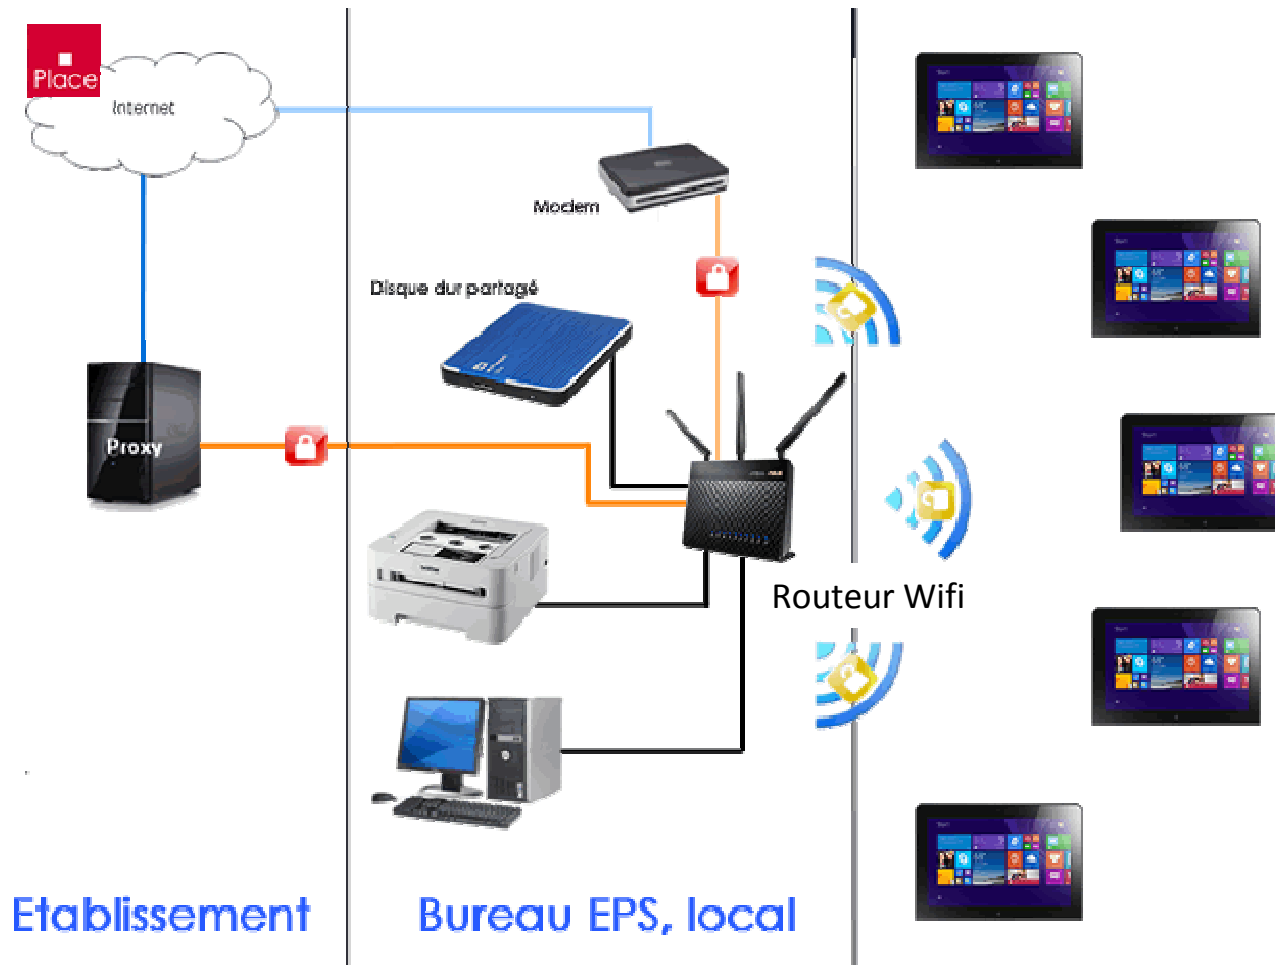 Place
Internet
Modem
Disque dur partagé
Proxy
Routeur Wifi
Etablissement
Bureau EPS, local